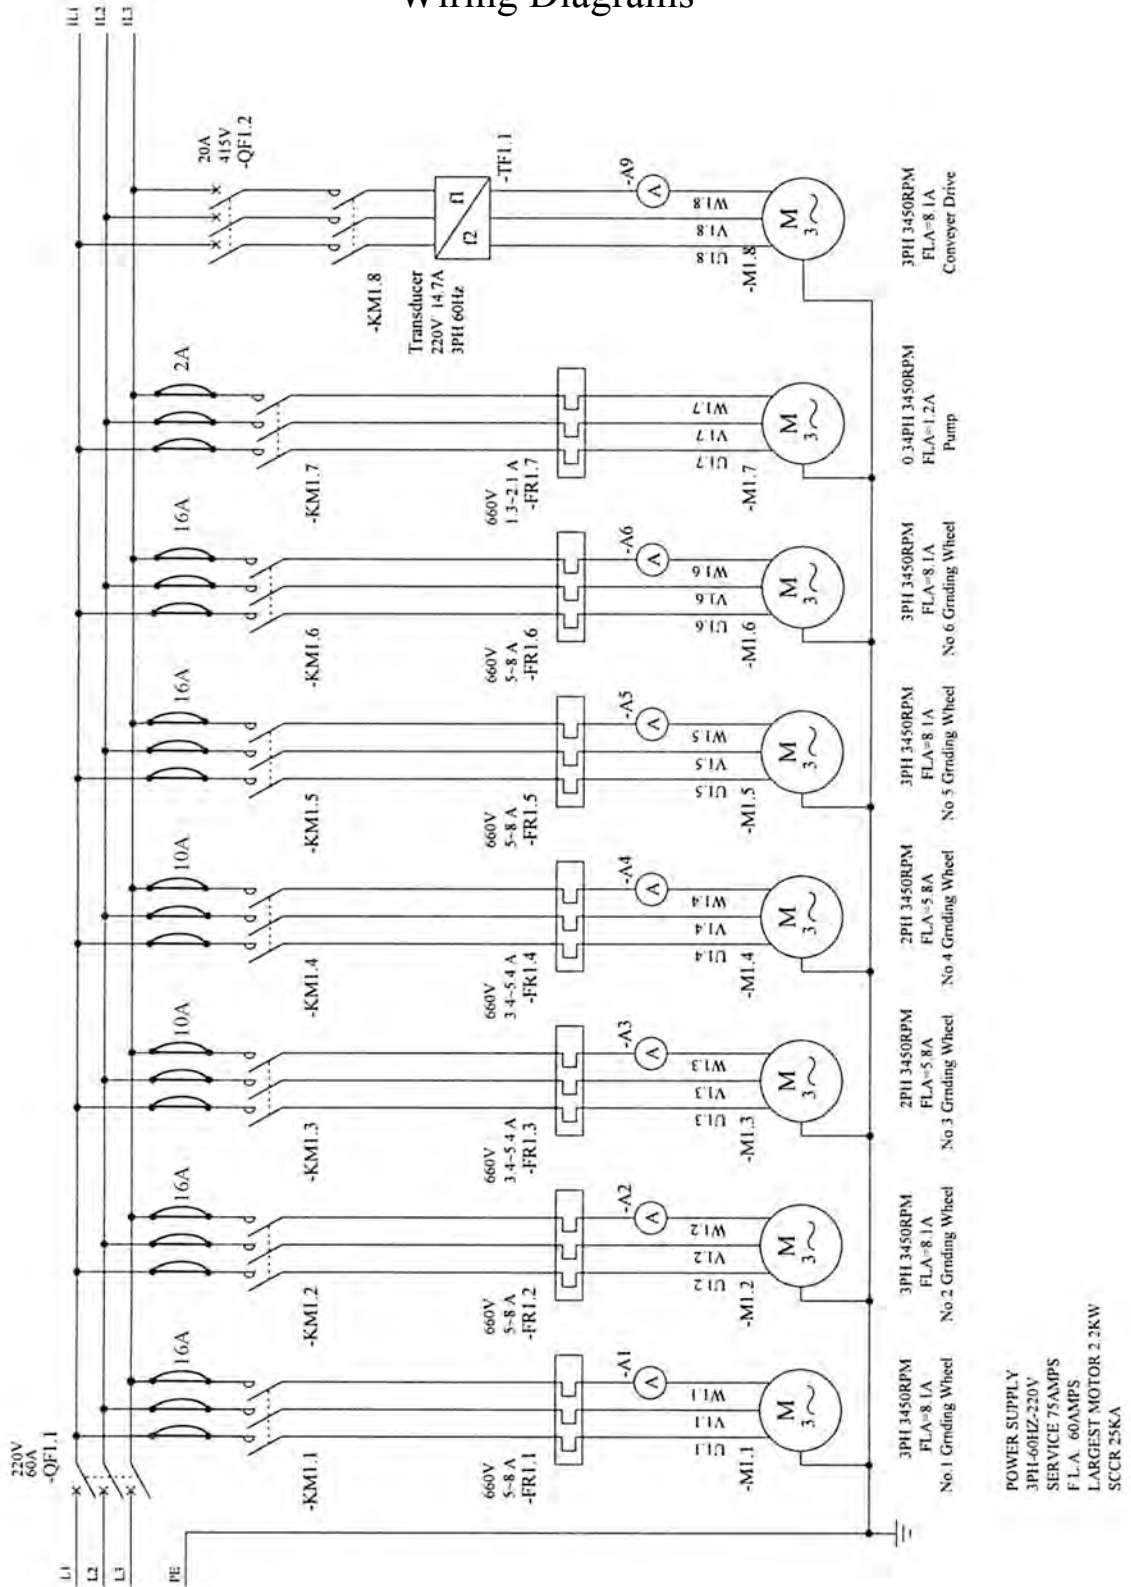 Wiring Diagrams
1L1
1L2
1L3
L1
L2
L3
PE
220V
60A
-QF1.1
16A
16A
10A
10A
16A
16A
2A
20A
415V
-QF1.2
-KM1.1
-KM1.2
-KM1.3
-KM1.4
-KM1.5
-KM1.6
-KM1.7
-KM1.8
Transducer
220V 14.7A
3PH 60Hz
f2
f1
-TF1.1
660V
5~8 A
-FR1.1
660V
5~8 A
-FR1.2
660V
3.4~5.4 A
-FR1.3
660V
3.4~5.4 A
-FR1.4
660V
5~8 A
-FR1.5
660V
5~8 A
-FR1.6
660V
1.3~2.1 A
-FR1.7
-A1
A
-A2
A
-A3
A
-A4
A
-A5
A
-A6
A
-A9
A
U1.1
V1.1
W1.1
U1.2
V1.2
W1.2
U1.3
V1.3
W1.3
U1.4
V1.4
W1.4
U1.5
V1.5
W1.5
U1.6
V1.6
W1.6
U1.7
V1.7
W1.7
U1.8
V1.8
W1.8
-M1.1
M
3~
-M1.2
M
3~
-M1.3
M
3~
-M1.4
M
3~
-M1.5
M
3~
-M1.6
M
3~
-M1.7
M
3~
-M1.8
M
3~
3PH 3450RPM
FLA=8.1A
No.1 Grnding Wheel
3PH 3450RPM
FLA=8.1A
No.2 Grnding Wheel
2PH 3450RPM
FLA=5.8A
No 3 Grnding Wheel
2PH 3450RPM
FLA=5.8A
No 4 Grnding Wheel
3PH 3450RPM
FLA=8.1A
No 5 Grnding Wheel
3PH 3450RPM
FLA=8.1A
No 6 Grnding Wheel
0.34PH 3450RPM
FLA=1.2A
Pump
3PH 3450RPM
FLA=8.1A
Conveyer Drive
POWER SUPPLY
3PH-60HZ-220V
SERVICE 75AMPS
F.L.A. 60AMPS
LARGEST MOTOR 2.2KW
SCCR 25KA